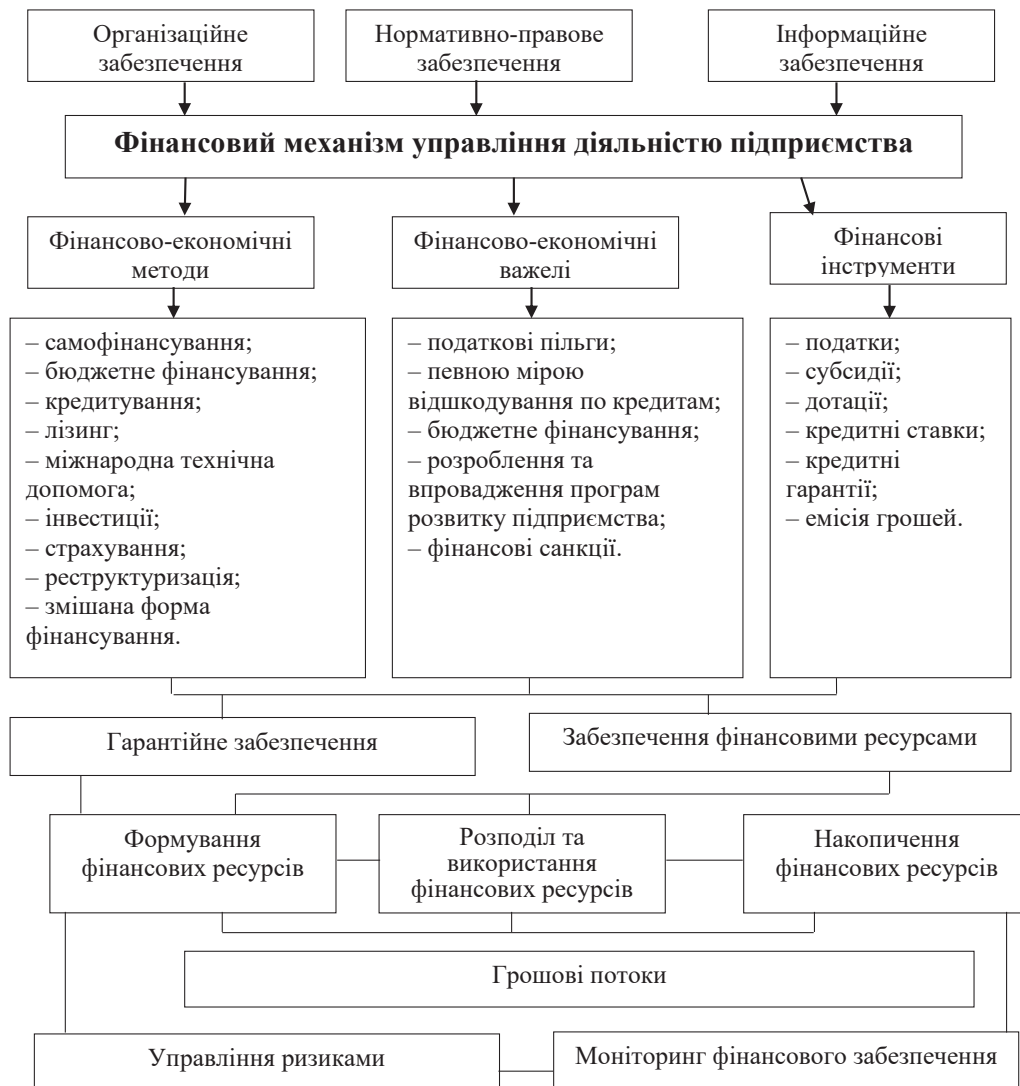 Організаційне
забезпечення
Нормативно-правове
забезпечення
Інформаційне
забезпечення
Фінансовий механізм управління діяльністю підприємства
Фінансово-економічні
методи
Фінансово-економічні
важелі
Фінансові
інструменти
– самофінансування;
– бюджетне фінансування;
– кредитування;
– лізинг;
– міжнародна технічна
допомога;
– інвестиції;
– страхування;
– реструктуризація;
– змішана форма
фінансування.
– податкові пільги;
– певною мірою
відшкодування по кредитам;
– бюджетне фінансування;
– розроблення та
впровадження програм
розвитку підприємства;
– фінансові санкції.
– податки;
– субсидії;
– дотації;
– кредитні ставки;
– кредитні
гарантії;
– емісія грошей.
Гарантійне забезпечення
Забезпечення фінансовими ресурсами
Формування
фінансових ресурсів
Розподіл та
використання
фінансових ресурсів
Накопичення
фінансових ресурсів
Грошові потоки
Управління ризиками
Моніторинг фінансового забезпечення